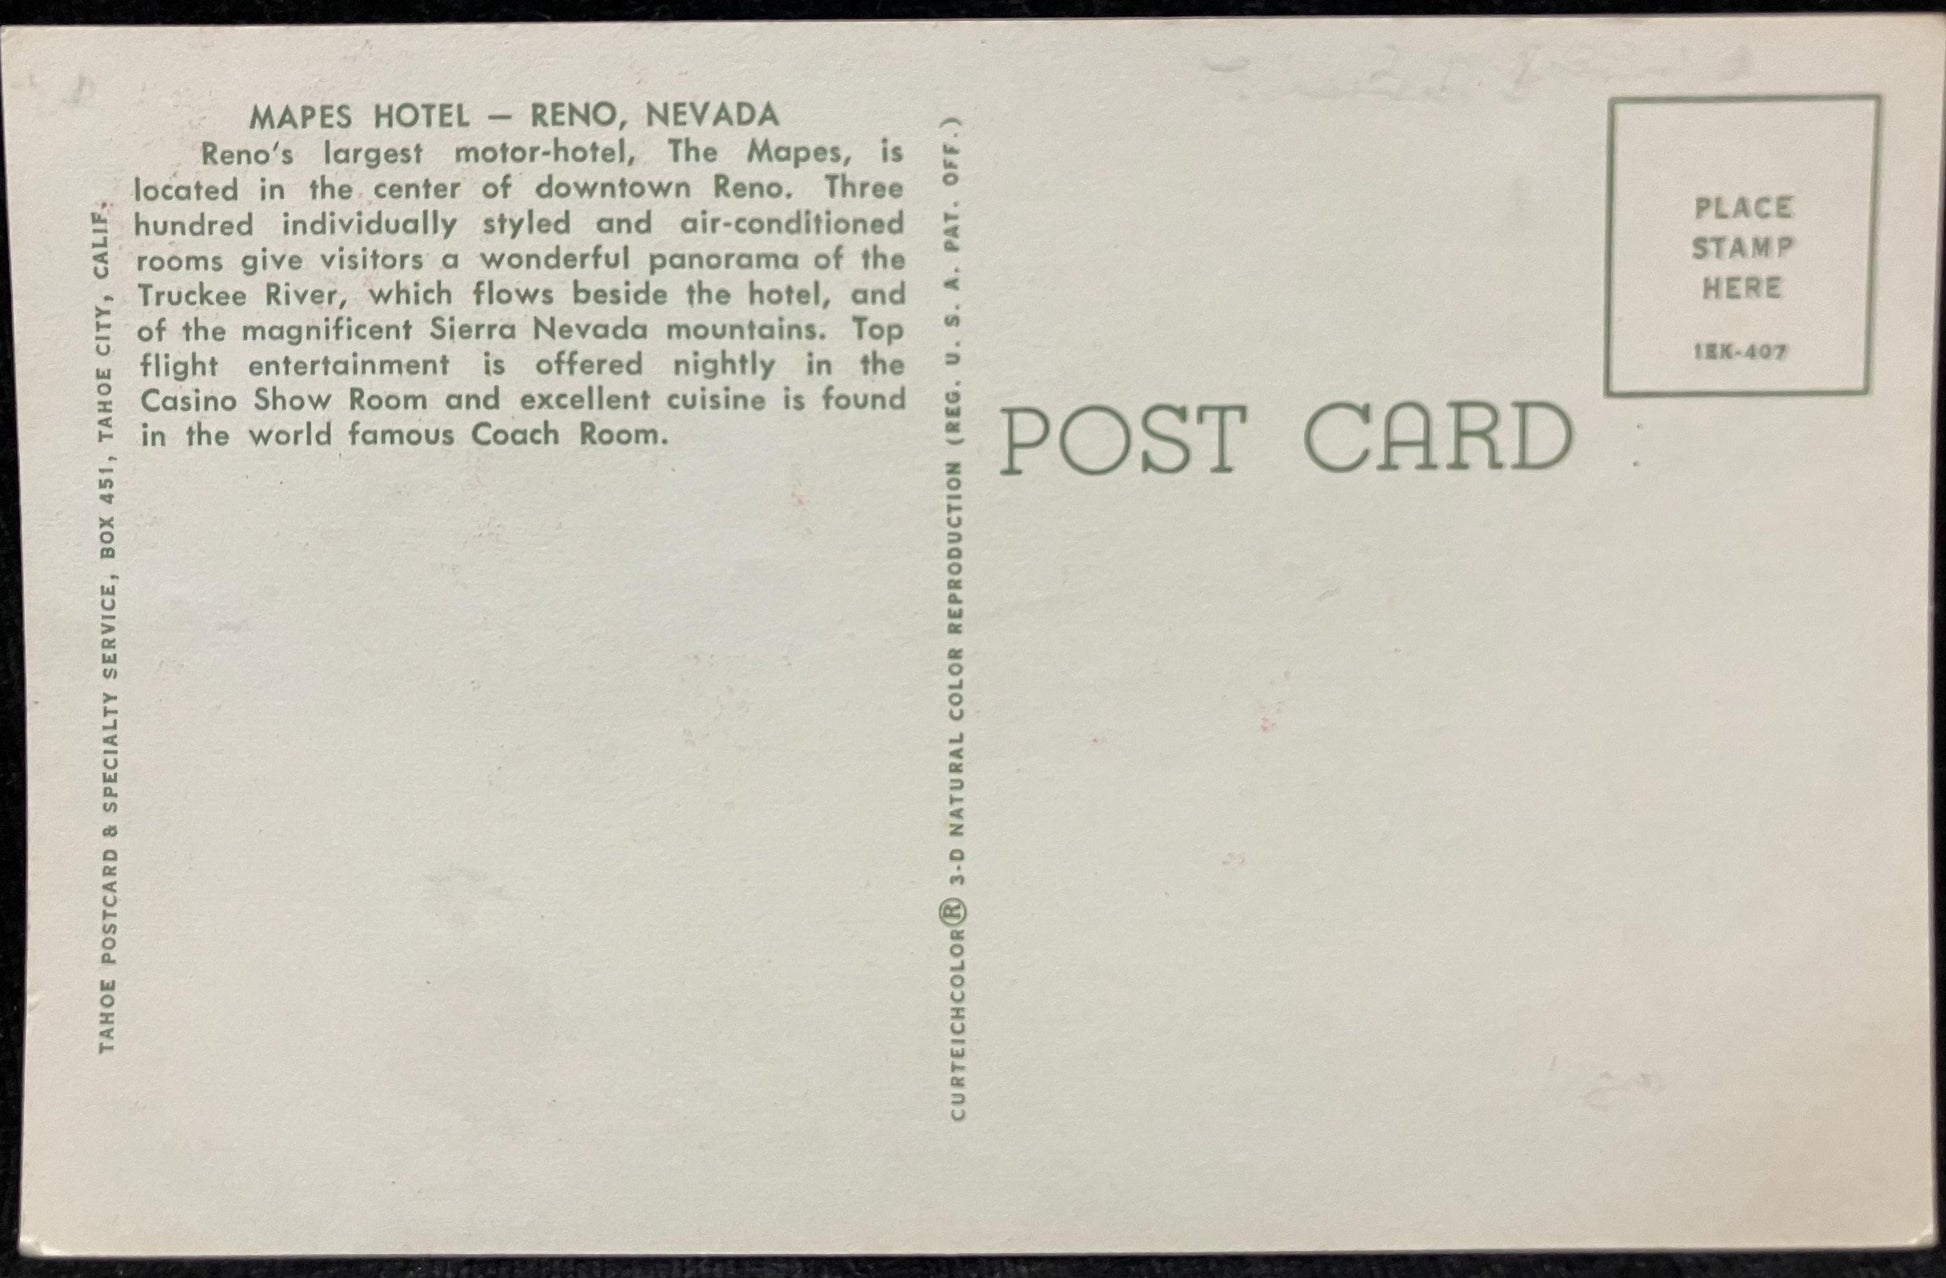 MAPES HOTEL — RENO, NEVADA
Reno's largest motor-hotel, The Mapes, is
located in the center of downtown Reno. Three
hundred individually styled and air-conditioned
rooms give visitors a wonderful panorama of the
Truckee River, which flows beside the hotel, and
of the magnificent Sierra Nevada mountains. Top
flight entertainment is offered nightly in the
Casino Show Room and excellent cuisine is found
in the world famous Coach Room.
TAHOE POSTCARD & SPECIALTY SERVICE, BOX 451, TAHOE CITY, CALIF.
CURTEICHCOLOR® 3-D NATURAL COLOR REPRODUCTION (REG. U. S. A. PAT. OFF.)
POST CARD
PLACE
STAMP
HERE
1EK-407